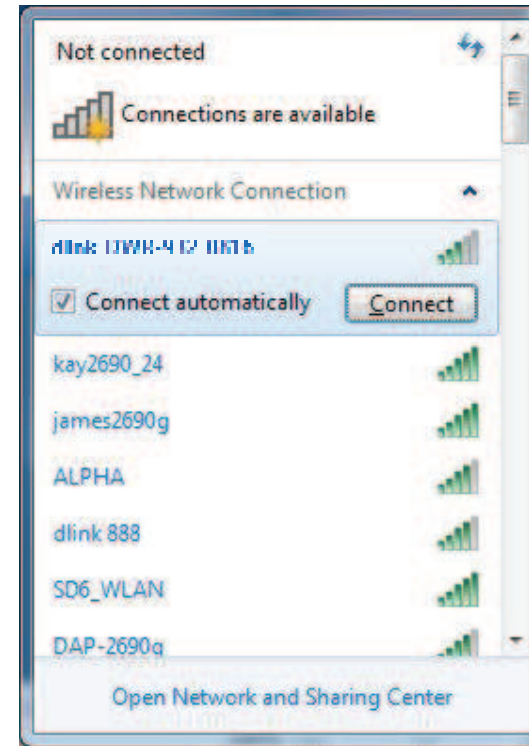 Not connected
Connections are available
Wireless Network Connection
dlink
Connect automatically Connect
kay2690_24
james2690g
ALPHA
dlink 888
SD6_WLAN
DAP-2690g
Open Network and Sharing Center